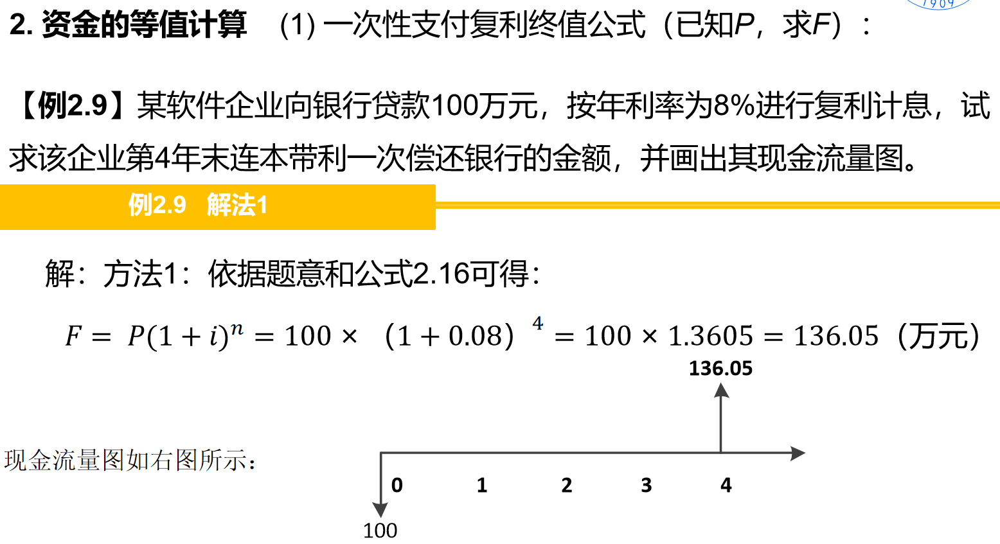 1909
2. 资金的等值计算 (1) 一次性支付复利终值公式（已知P，求F）：
【例2.9】某软件企业向银行贷款100万元，按年利率为8%进行复利计息，试
求该企业第4年末连本带利一次偿还银行的金额，并画出其现金流量图。
例2.9 解法1
解：方法1：依据题意和公式2.16可得：
F = P(1 + i)ⁿ = 100 × （1 + 0.08）⁴ = 100 × 1.3605 = 136.05（万元）
136.05
现金流量图如右图所示：
0 1 2 3 4
100